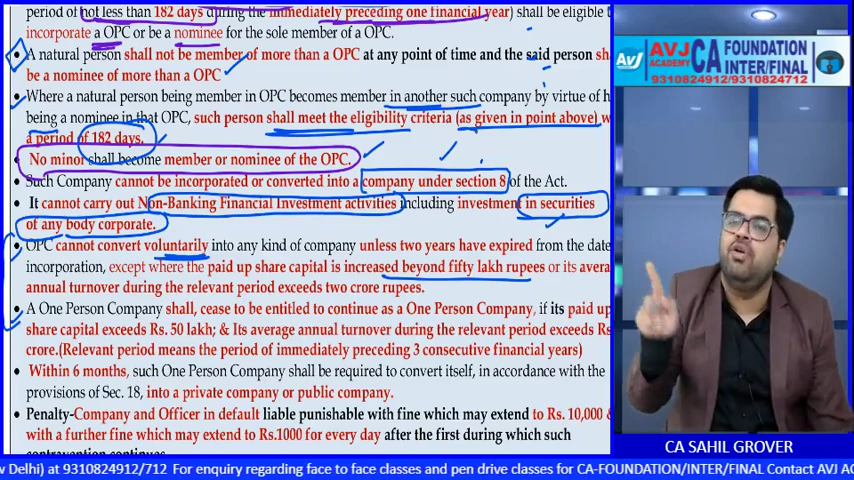 period of not less than 182 days during the immediately preceding one financial year) shall be eligible t
incorporate a OPC or be a nominee for the sole member of a OPC.
A natural person shall not be member of more than a OPC at any point of time and the said person sh
be a nominee of more than a OPC
Where a natural person being member in OPC becomes member in another such company by virtue of h
being a nominee in that OPC, such person shall meet the eligibility criteria (as given in point above) w
a period of 182 days.
No minor shall become member or nominee of the OPC.
Such Company cannot be incorporated or converted into a company under section 8 of the Act.
It cannot carry out Non-Banking Financial Investment activities including investment in securities
of any body corporate.
OPC cannot convert voluntarily into any kind of company unless two years have expired from the date
incorporation, except where the paid up share capital is increased beyond fifty lakh rupees or its avera
annual turnover during the relevant period exceeds two crore rupees.
A One Person Company shall, cease to be entitled to continue as a One Person Company, if its paid up
share capital exceeds Rs. 50 lakh; & Its average annual turnover during the relevant period exceeds Rs
crore.(Relevant period means the period of immediately preceding 3 consecutive financial years)
Within 6 months, such One Person Company shall be required to convert itself, in accordance with the
provisions of Sec. 18, into a private company or public company.
Penalty-Company and Officer in default liable punishable with fine which may extend to Rs. 10,000 &
with a further fine which may extend to Rs.1000 for every day after the first during which such
contravention continues.
AVJ
AVJ
ACADEMY
CA FOUNDATION
INTER/FINAL
9310824912/9310824712
CA SAHIL GROVER
v Delhi) at 9310824912/712 For enquiry regarding face to face classes and pen drive classes for CA-FOUNDATION/INTER/FINAL Contact AVJ AC